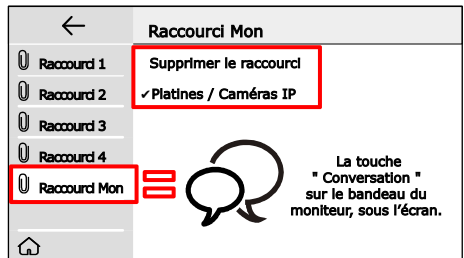 Raccourci Mon
Raccourci 1
Supprimer le raccourci
Raccourci 2
✔Platines / Caméras IP
Raccourci 3
Raccourci 4
Raccourci Mon
La touche
" Conversation "
sur le bandeau du
moniteur, sous l'écran.